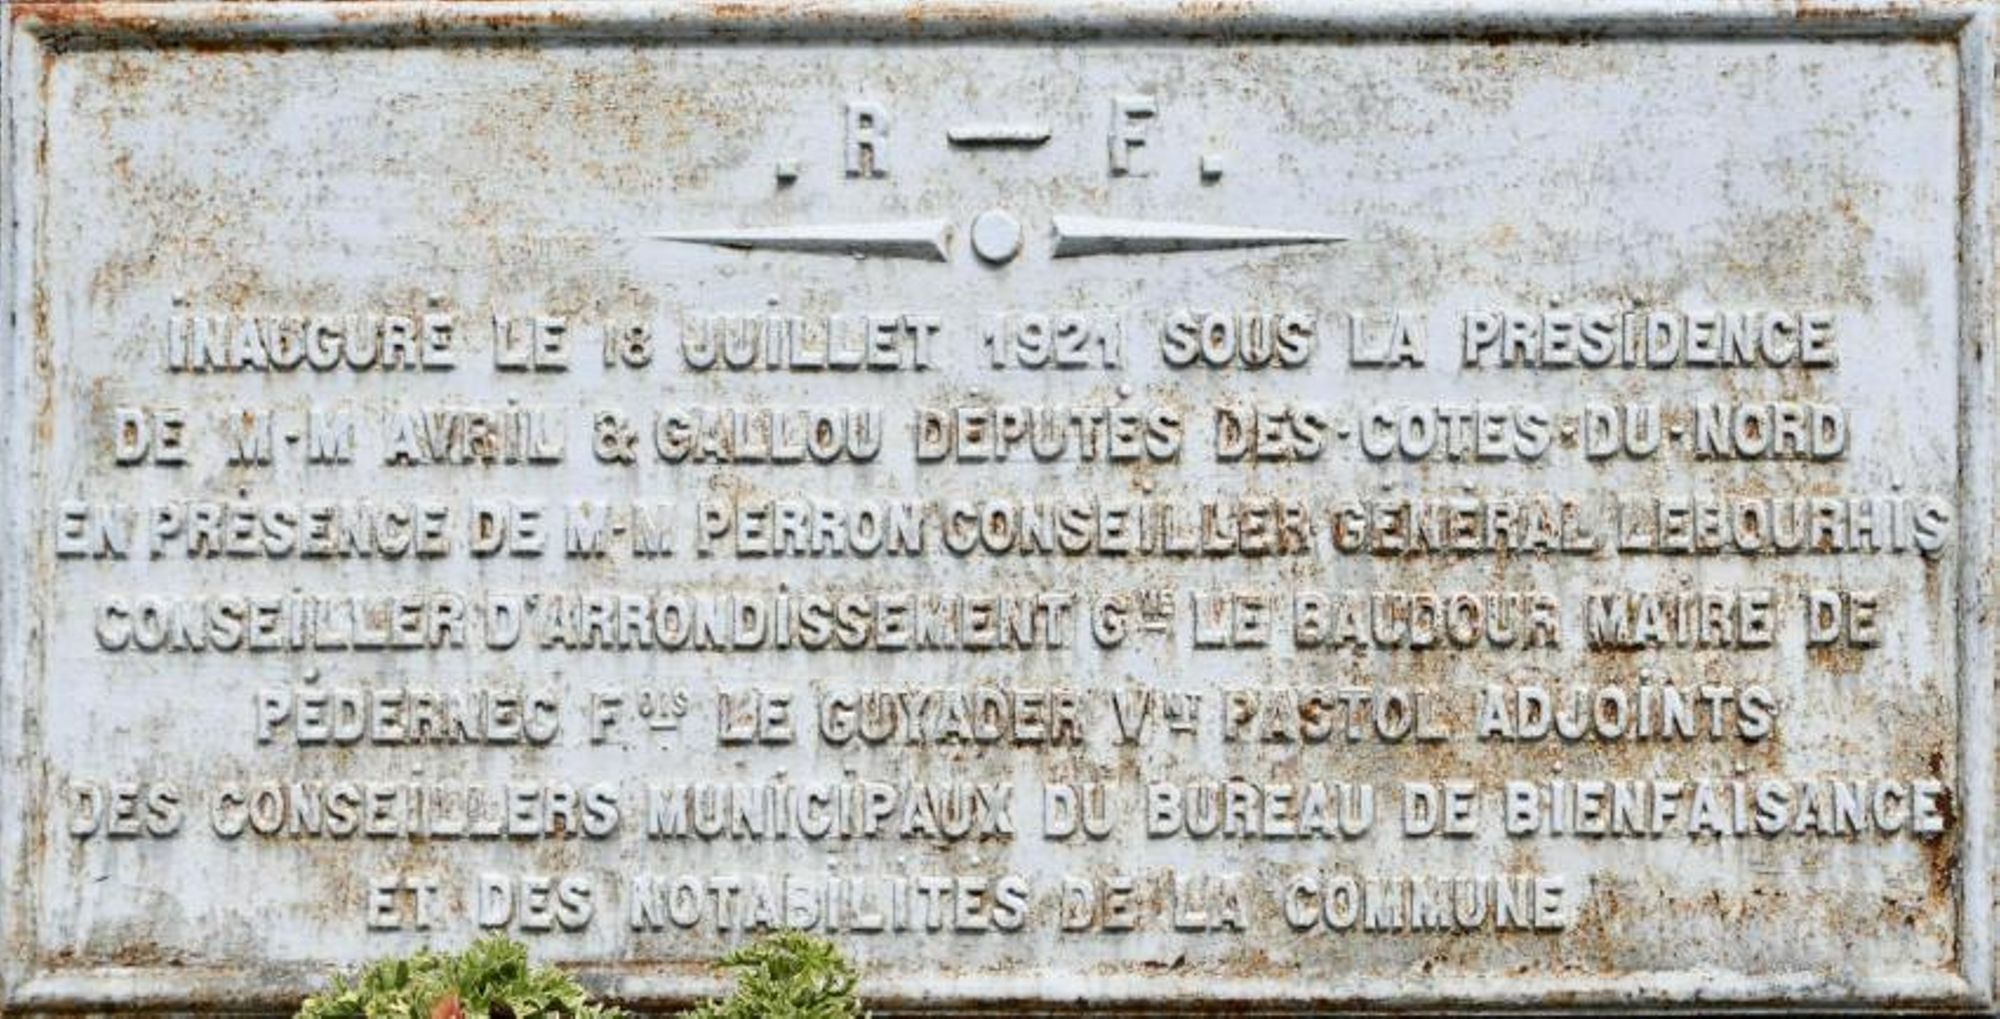 . R — F .
INAUGURÉ LE 18 JUILLET 1921 SOUS LA PRÉSIDENCE
DE M-M AVRIL & GALLOU DÉPUTÉS DES-COTES-DU-NORD
EN PRÉSENCE DE M-M PERRON CONSEILLER GÉNÉRAL LEBOURHIS
CONSEILLER D'ARRONDISSEMENT Gme LE BAUDOUR MAIRE DE
PÉDERNEC Fois LE GUYADER Vnt PASTOL ADJOINTS
DES CONSEILLERS MUNICIPAUX DU BUREAU DE BIENFAISANCE
ET DES NOTABILITÉS DE LA COMMUNE